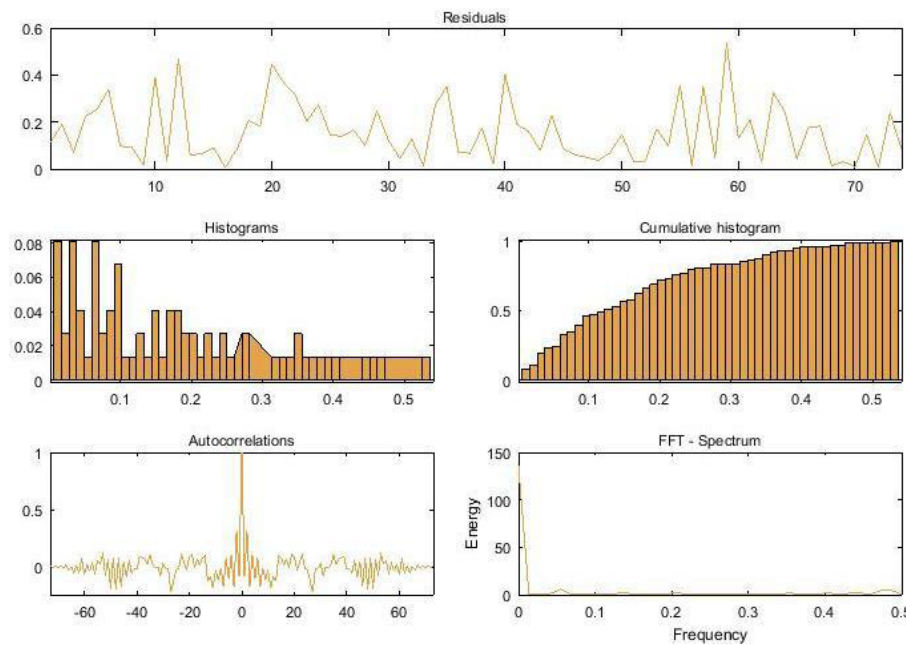 Residuals
0.6
0.4
0.2
0
10 20 30 40 50 60 70
Histograms
0.08
0.06
0.04
0.02
0
0.1 0.2 0.3 0.4 0.5
Cumulative histogram
1
0.5
0
0.1 0.2 0.3 0.4 0.5
Autocorrelations
1
0.5
0
-60 -40 -20 0 20 40 60
FFT - Spectrum
150
100
50
0
Energy
0 0.1 0.2 0.3 0.4 0.5
Frequency